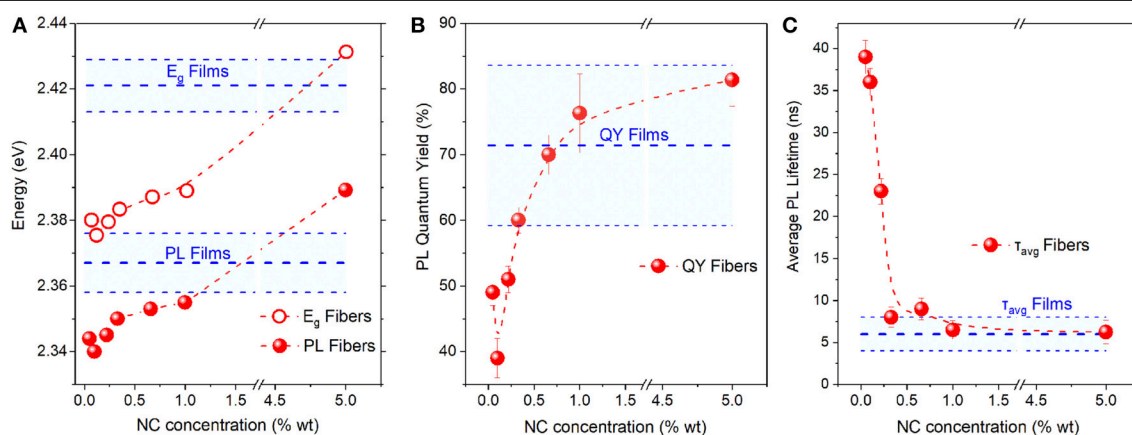 A
2.44
2.42
2.40
2.38
2.36
2.34
Energy (eV)
E_g Films
PL Films
E_g Fibers
PL Fibers
0.0 0.5 1.0 1.5 4.5 5.0
NC concentration (% wt)
B
90
80
70
60
50
40
PL Quantum Yield (%)
QY Films
QY Fibers
0.0 0.5 1.0 1.5 4.5 5.0
NC concentration (% wt)
C
40
35
30
25
20
15
10
5
0
Average PL Lifetime (ns)
τ_avg Fibers
τ_avg Films
0.0 0.5 1.0 1.5 4.5 5.0
NC concentration (% wt)